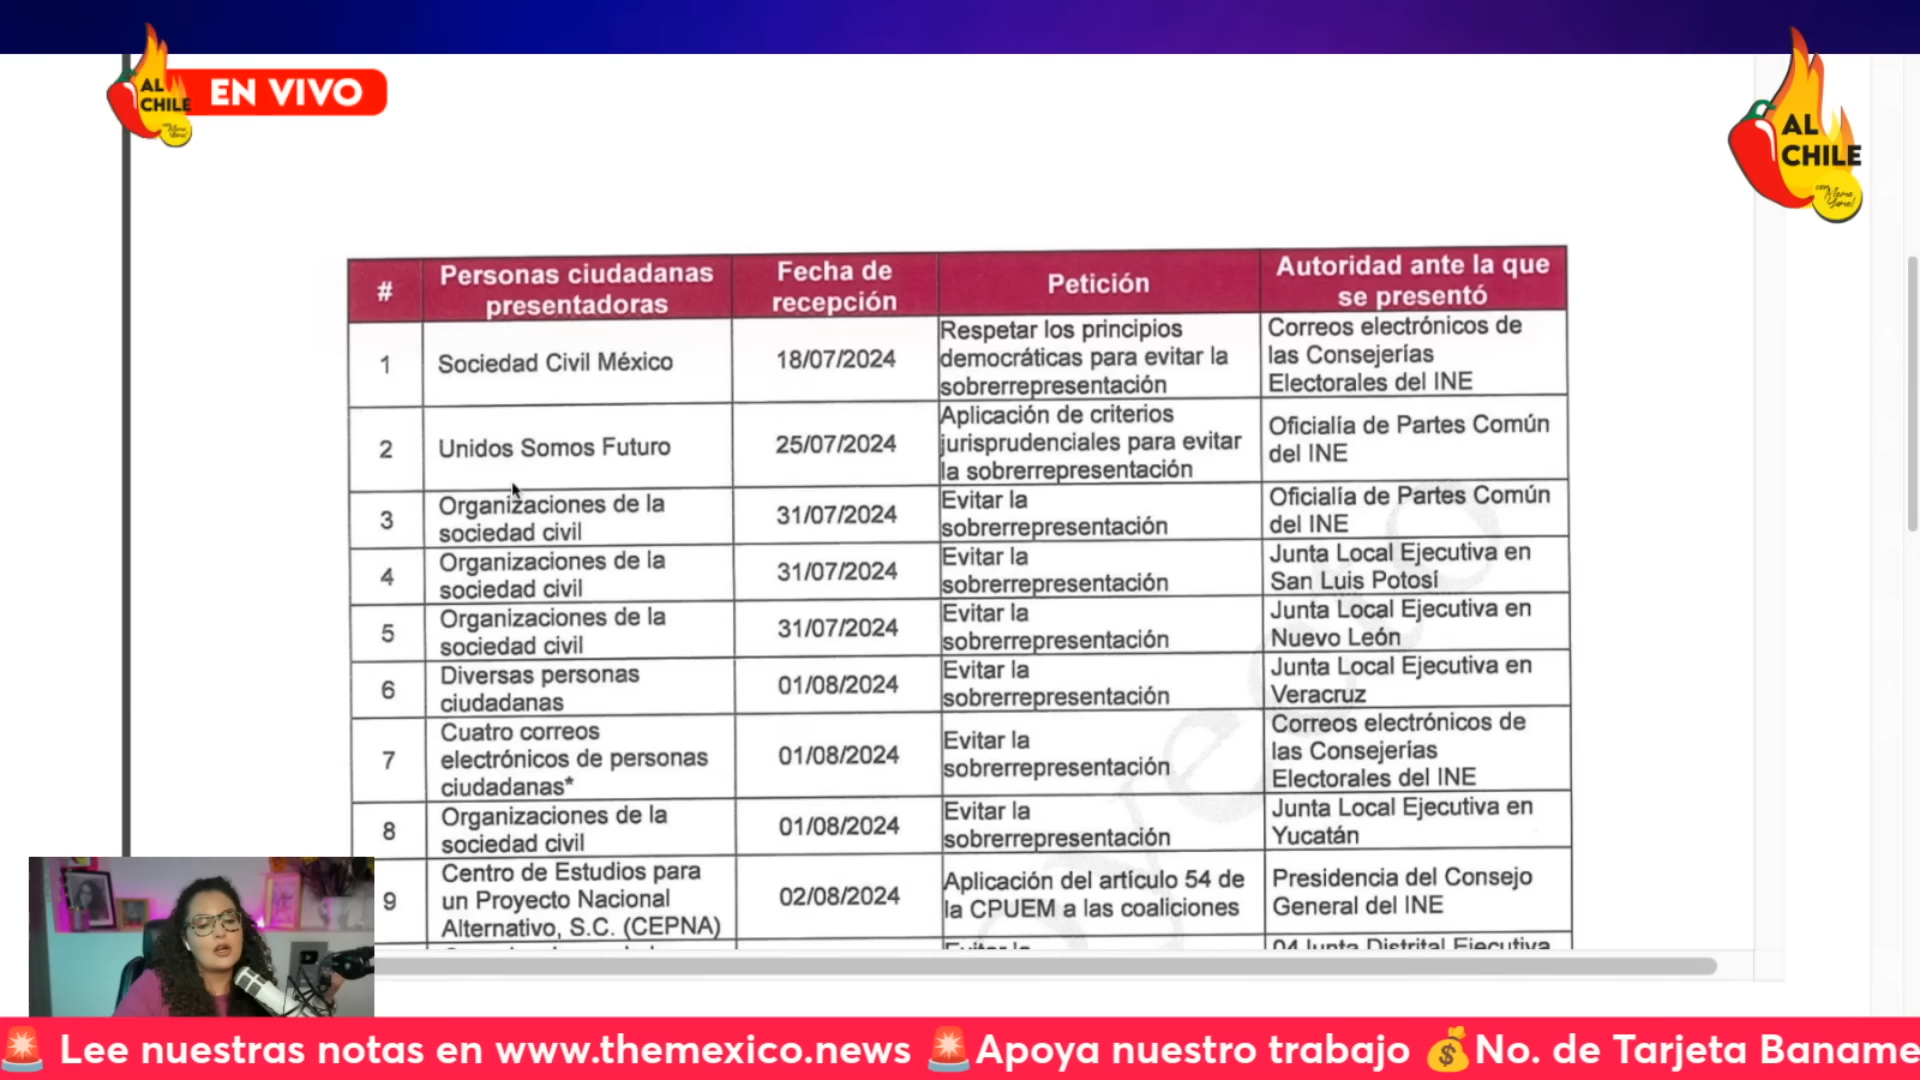 AL
CHILE
EN VIVO
AL
CHILE
con
#
Personas ciudadanas
presentadoras
Fecha de
recepción
Petición
Autoridad ante la que
se presentó
1
Sociedad Civil México
18/07/2024
Respetar los principios
democráticas para evitar la
sobrerrepresentación
Correos electrónicos de
las Consejerías
Electorales del INE
2
Unidos Somos Futuro
25/07/2024
Aplicación de criterios
jurisprudenciales para evitar
la sobrerrepresentación
Oficialía de Partes Común
del INE
3
Organizaciones de la
sociedad civil
31/07/2024
Evitar la
sobrerrepresentación
Oficialía de Partes Común
del INE
4
Organizaciones de la
sociedad civil
31/07/2024
Evitar la
sobrerrepresentación
Junta Local Ejecutiva en
San Luis Potosí
5
Organizaciones de la
sociedad civil
31/07/2024
Evitar la
sobrerrepresentación
Junta Local Ejecutiva en
Nuevo León
6
Diversas personas
ciudadanas
01/08/2024
Evitar la
sobrerrepresentación
Junta Local Ejecutiva en
Veracruz
7
Cuatro correos
electrónicos de personas
ciudadanas*
01/08/2024
Evitar la
sobrerrepresentación
Correos electrónicos de
las Consejerías
Electorales del INE
8
Organizaciones de la
sociedad civil
01/08/2024
Evitar la
sobrerrepresentación
Junta Local Ejecutiva en
Yucatán
9
Centro de Estudios para
un Proyecto Nacional
Alternativo, S.C. (CEPNA)
02/08/2024
Aplicación del artículo 54 de
la CPUEM a las coaliciones
Presidencia del Consejo
General del INE
Evitar la
04 Junta Distrital Ejecutiva
Lee nuestras notas en www.themexico.news Apoya nuestro trabajo No. de Tarjeta Baname